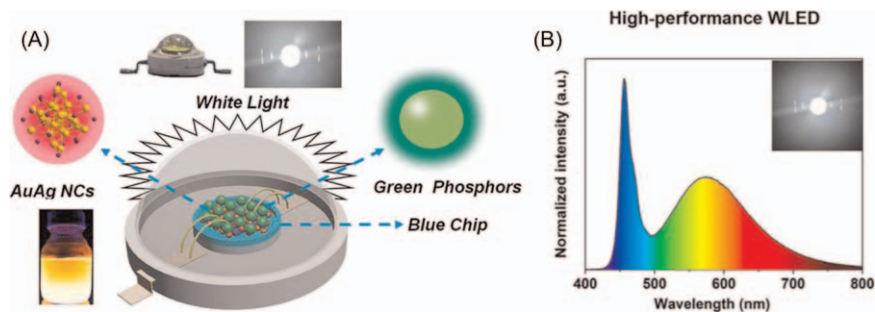 (A)
White Light
AuAg NCs
Green Phosphors
Blue Chip
High-performance WLED
(B)
Normalized intensity (a.u.)
400 500 600 700 800
Wavelength (nm)